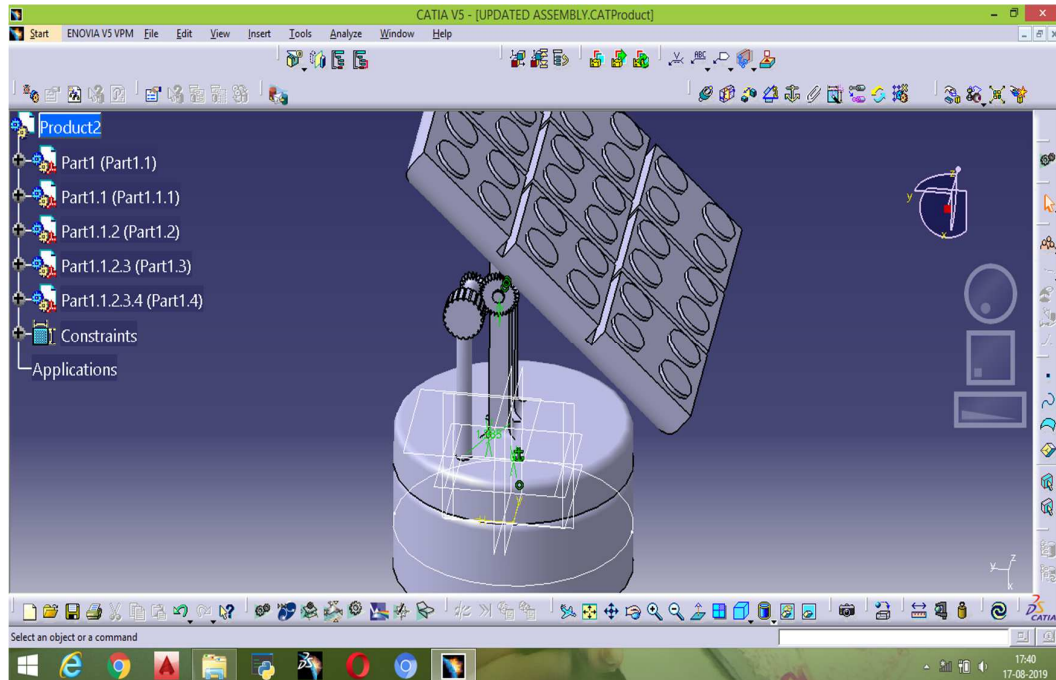 CATIA V5 - [UPDATED ASSEMBLY.CATProduct]
Start ENOVIA V5 VPM File Edit View Insert Tools Analyze Window Help
ABC
Product2
Part1 (Part1.1)
Part1.1 (Part1.1.1)
Part1.1.2 (Part1.2)
Part1.1.2.3 (Part1.3)
Part1.1.2.3.4 (Part1.4)
Constraints
Applications
z
y
x
z
y
x
CATIA
Select an object or a command
17:40
17-08-2019